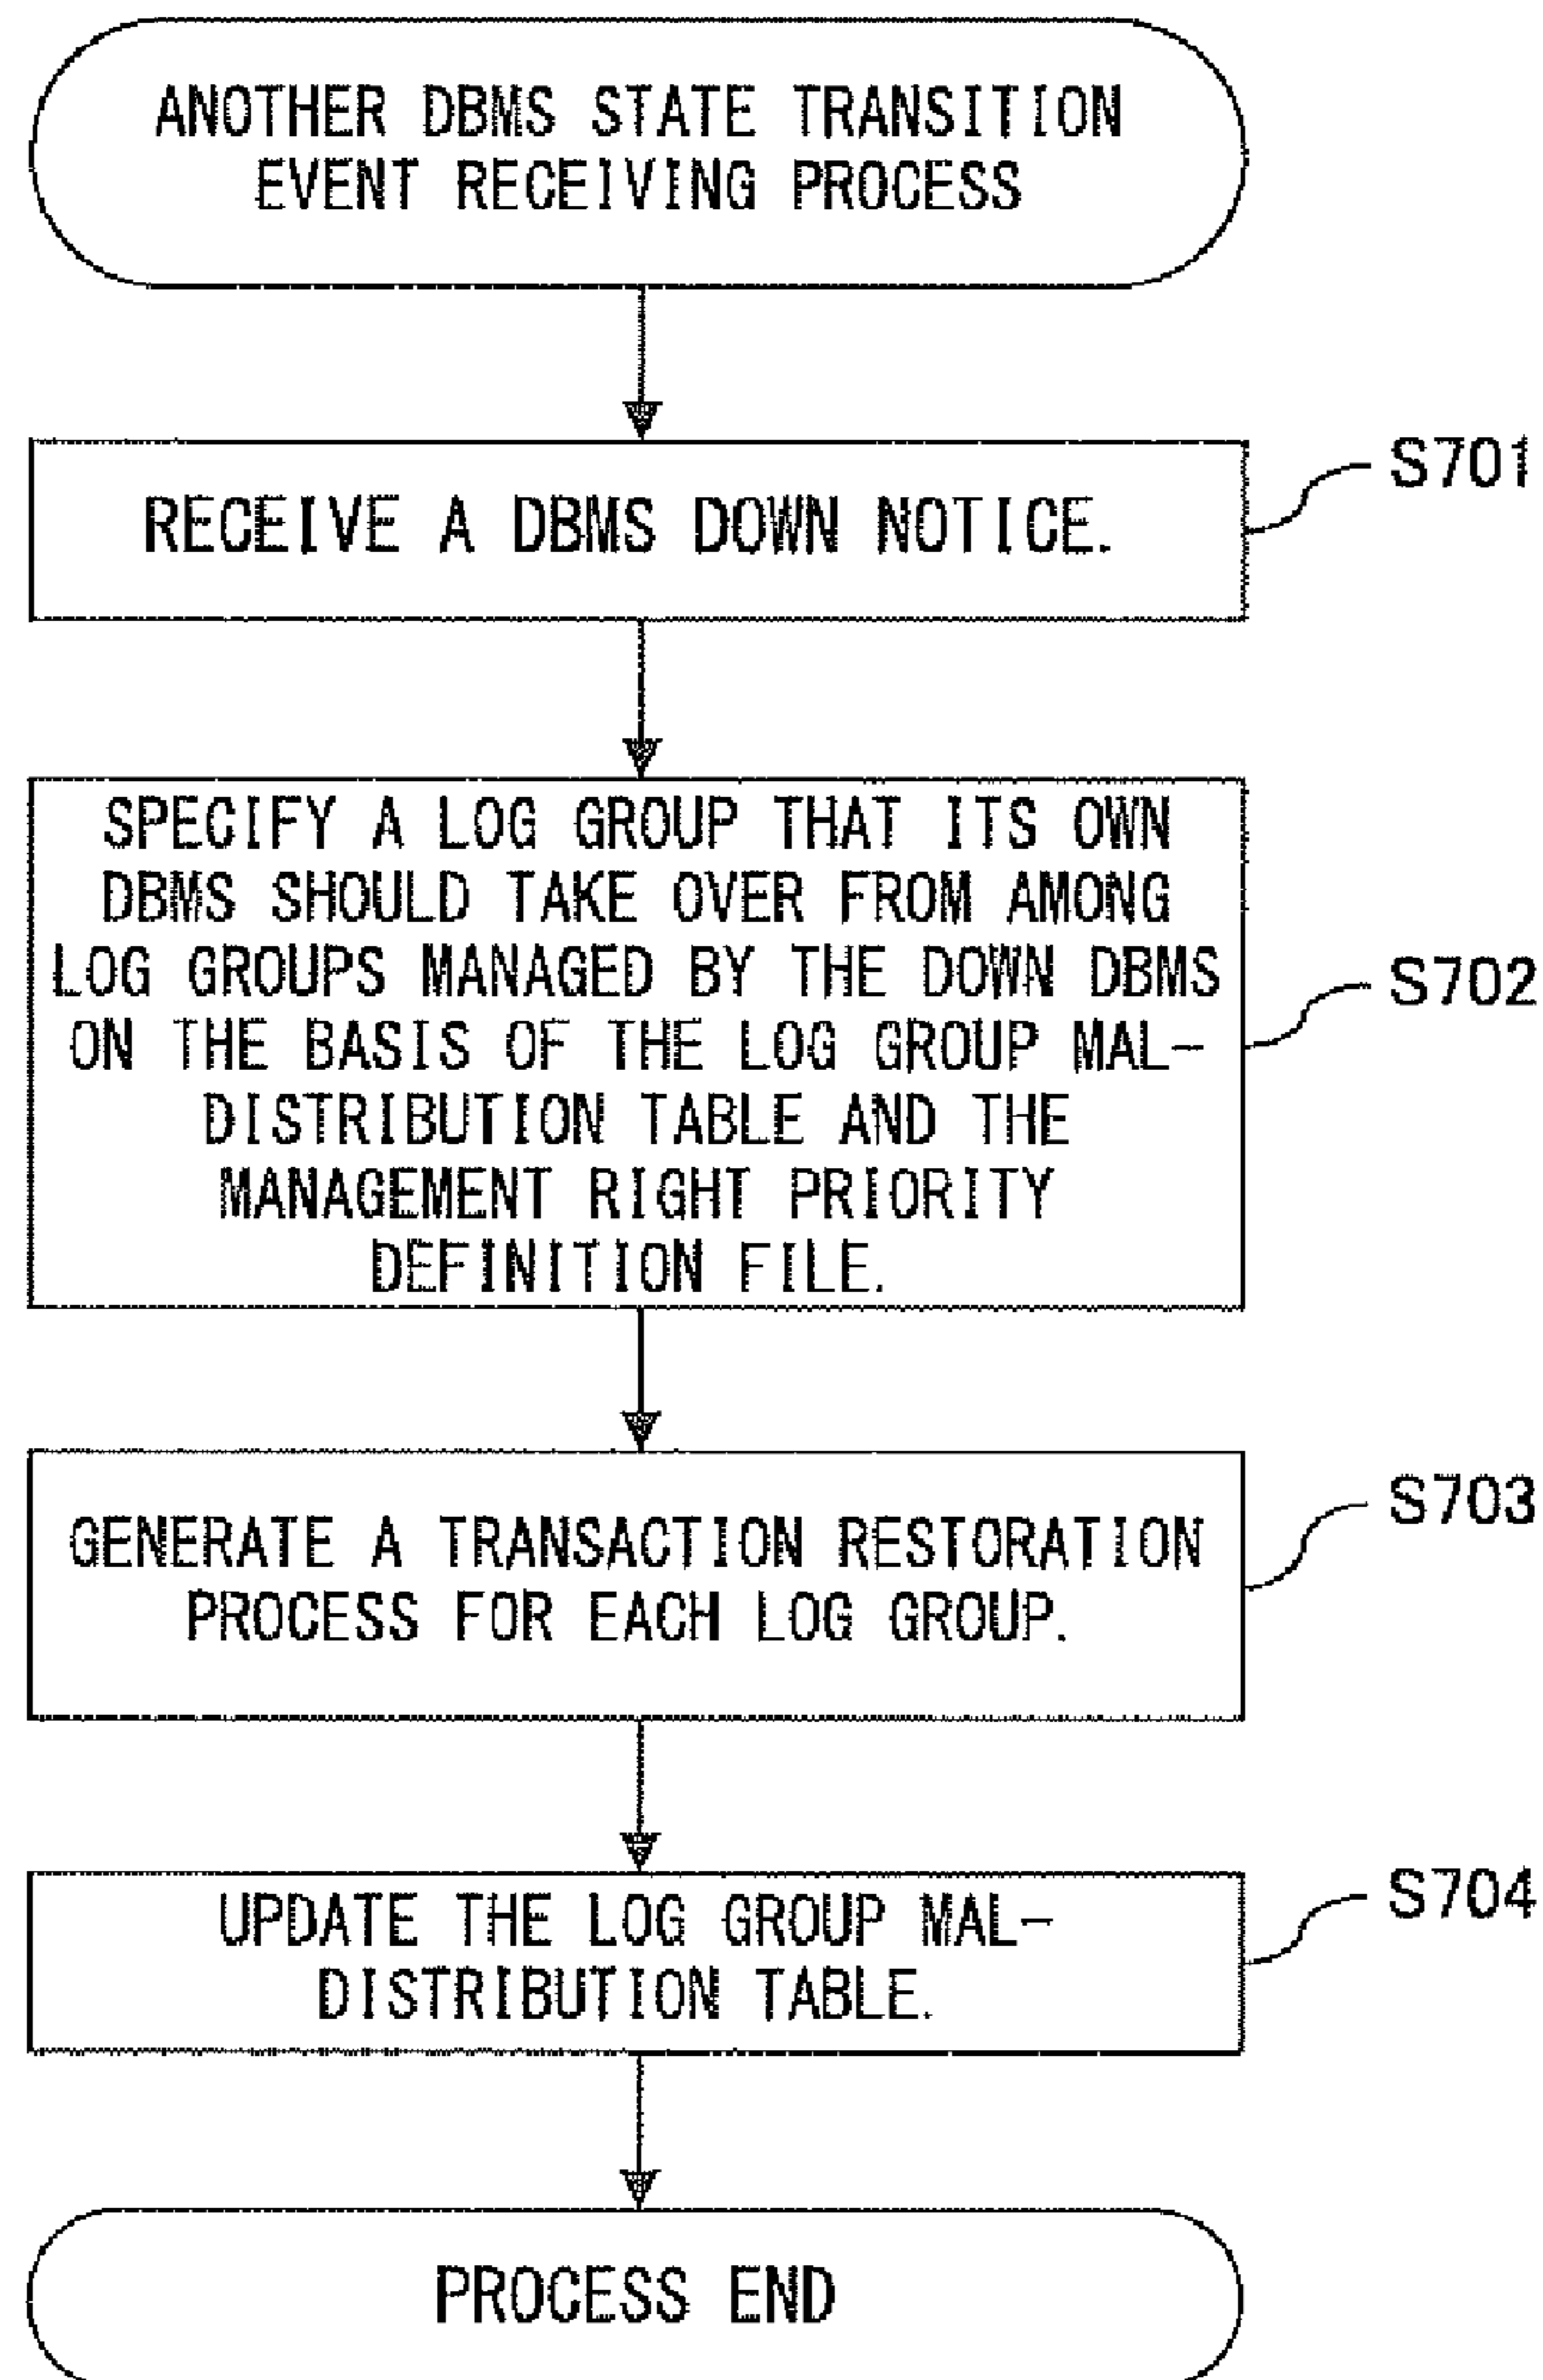 ANOTHER DBMS STATE TRANSITION
EVENT RECEIVING PROCESS
S701
RECEIVE A DBMS DOWN NOTICE.
SPECIFY A LOG GROUP THAT ITS OWN
DBMS SHOULD TAKE OVER FROM AMONG
LOG GROUPS MANAGED BY THE DOWN DBMS
S702
ON THE BASIS OF THE LOG GROUP MAL-
DISTRIBUTION TABLE AND THE
MANAGEMENT RIGHT PRIORITY
DEFINITION FILE.
S703
GENERATE A TRANSACTION RESTORATION
PROCESS FOR EACH LOG GROUP.
S704
UPDATE THE LOG GROUP MAL-
DISTRIBUTION TABLE.
PROCESS END